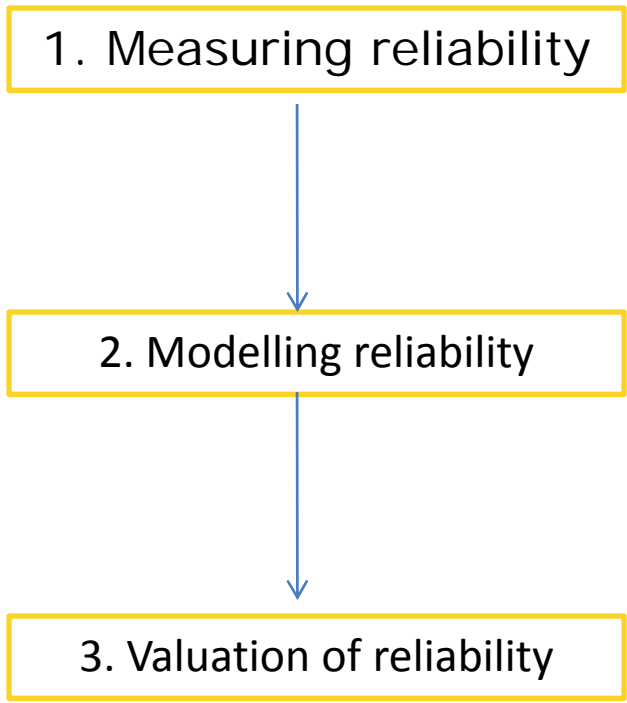 1. Measuring reliability
2. Modelling reliability
3. Valuation of reliability